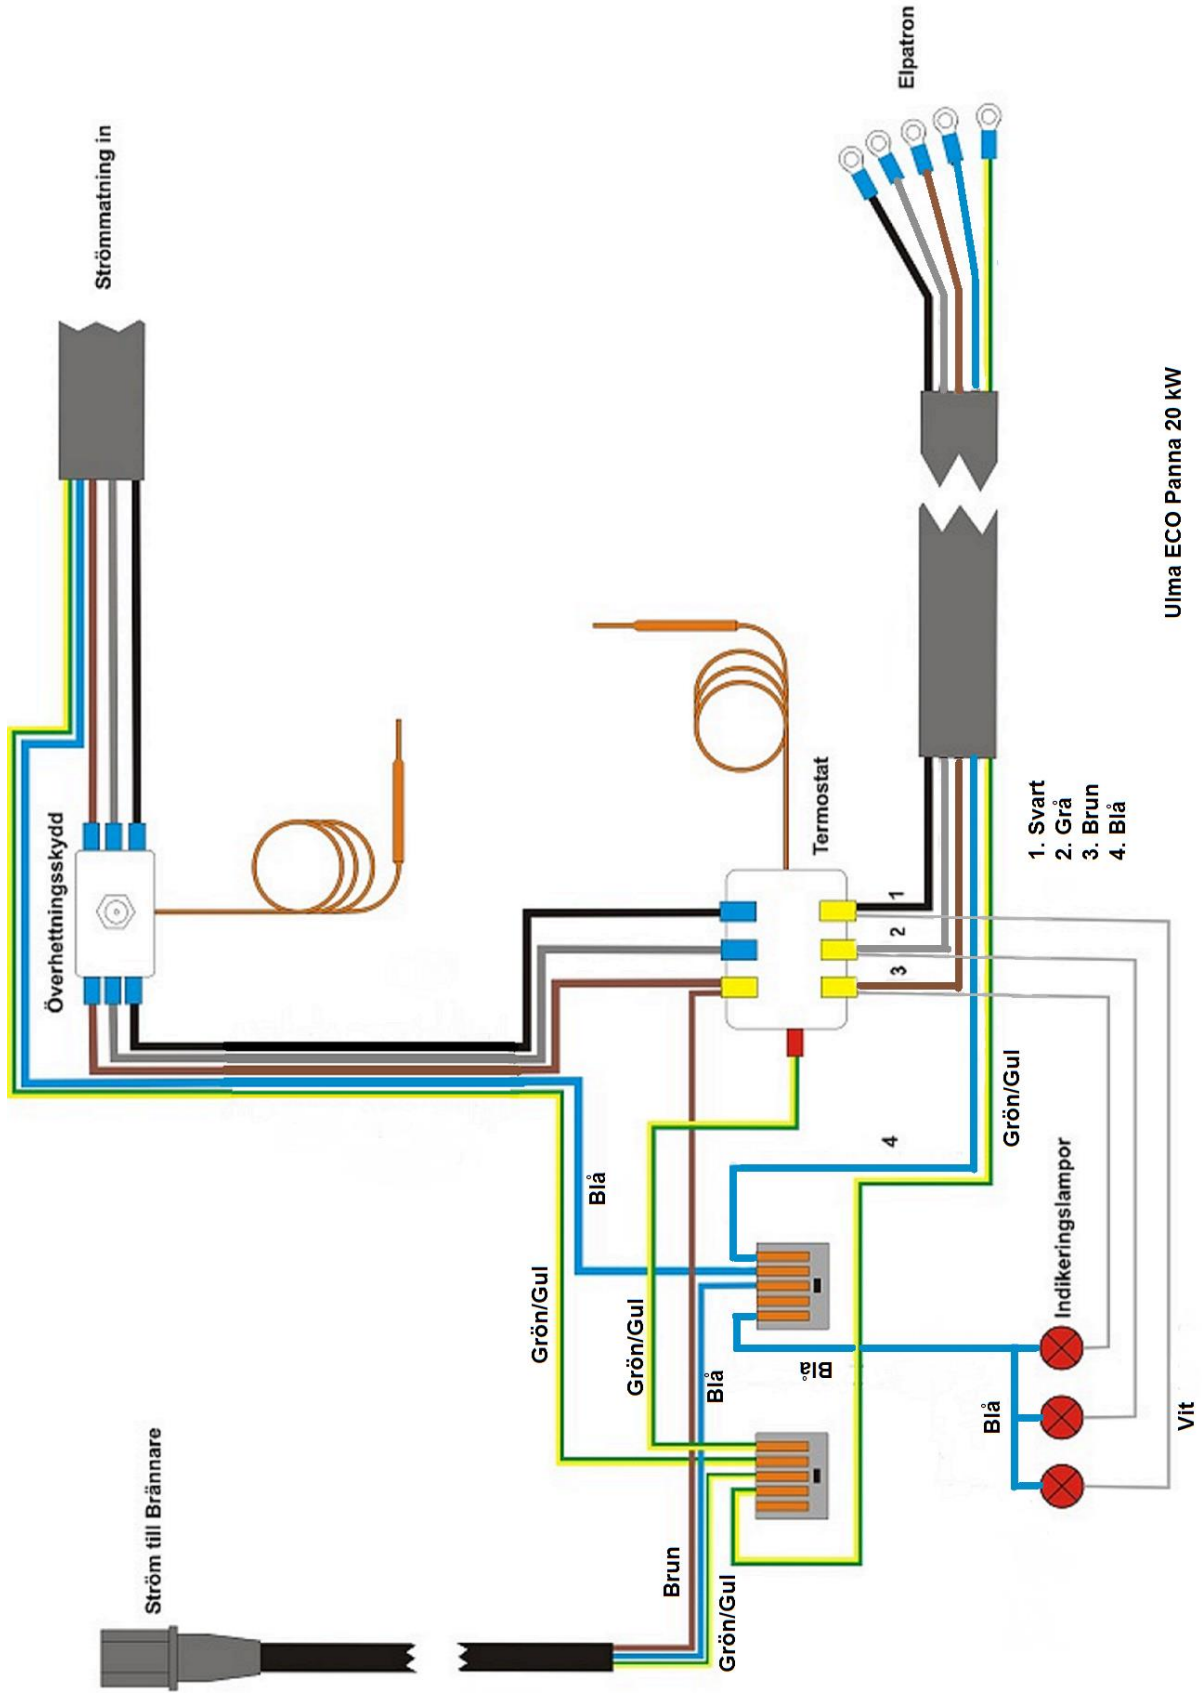 Elpatron
Strömmatning in
Ulma ECO Panna 20 kW
Överhettningsskydd
Termostat
1. Svart
2. Grå
3. Brun
4. Blå
1
2
3
4
Grön/Gul
Blå
Grön/Gul
Grön/Gul
Blå
Blå
Blå
Indikeringslampor
Vit
Ström till Brännare
Brun
Grön/Gul